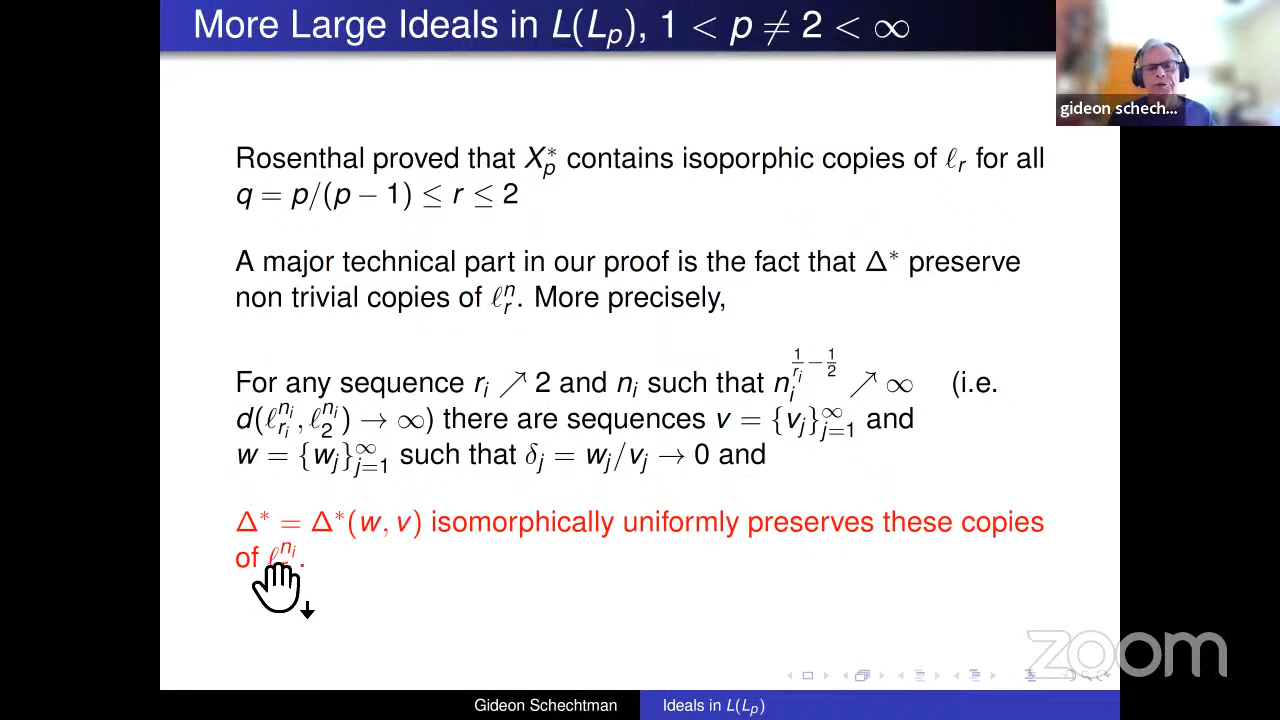 More Large Ideals in L(L_p), 1 < p ≠ 2 < ∞
gideon schech...
Rosenthal proved that X_p^* contains isoporphic copies of ℓ_r for all
q = p/(p − 1) ≤ r ≤ 2
A major technical part in our proof is the fact that Δ* preserve
non trivial copies of ℓ_r^n. More precisely,
For any sequence r_i ↗ 2 and n_i such that n_i^{1/r_i − 1/2} ↗ ∞ (i.e.
d(ℓ_{r_i}^{n_i}, ℓ_2^{n_i}) → ∞) there are sequences v = {v_j}_{j=1}^∞ and
w = {w_j}_{j=1}^∞ such that δ_j = w_j/v_j → 0 and
Δ* = Δ*(w, v) isomorphically uniformly preserves these copies
of ℓ^{n_i}.
zoom
Gideon Schechtman Ideals in L(L_p)